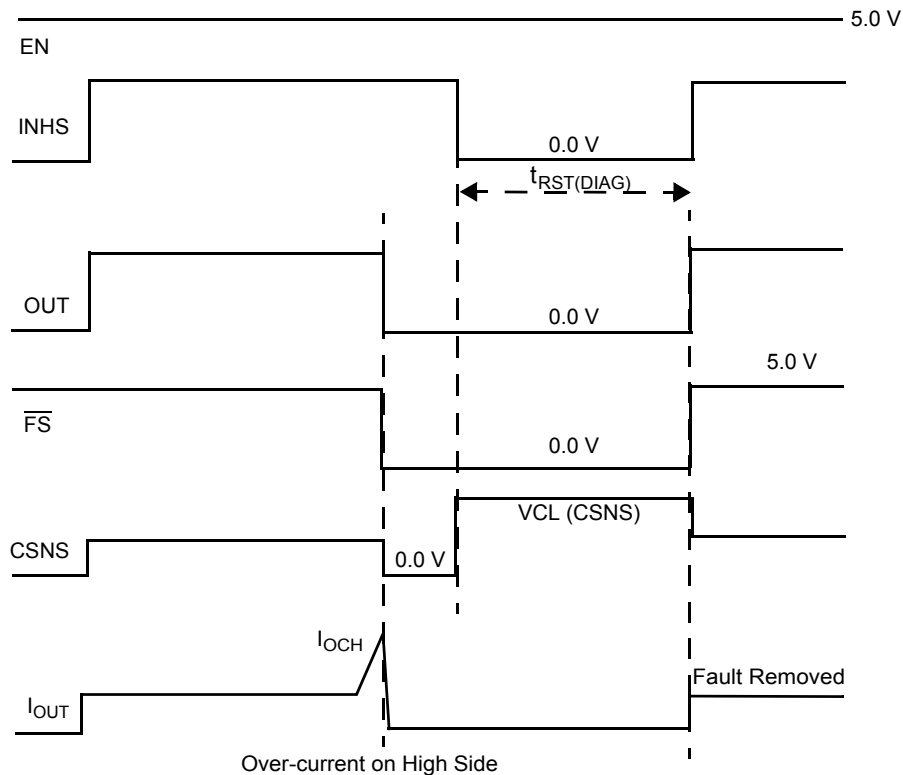 5.0 V
EN
INHS
0.0 V
tRST(DIAG)
OUT
0.0 V
5.0 V
FS
0.0 V
VCL (CSNS)
CSNS
0.0 V
IOCH
Fault Removed
IOUT
Over-current on High Side